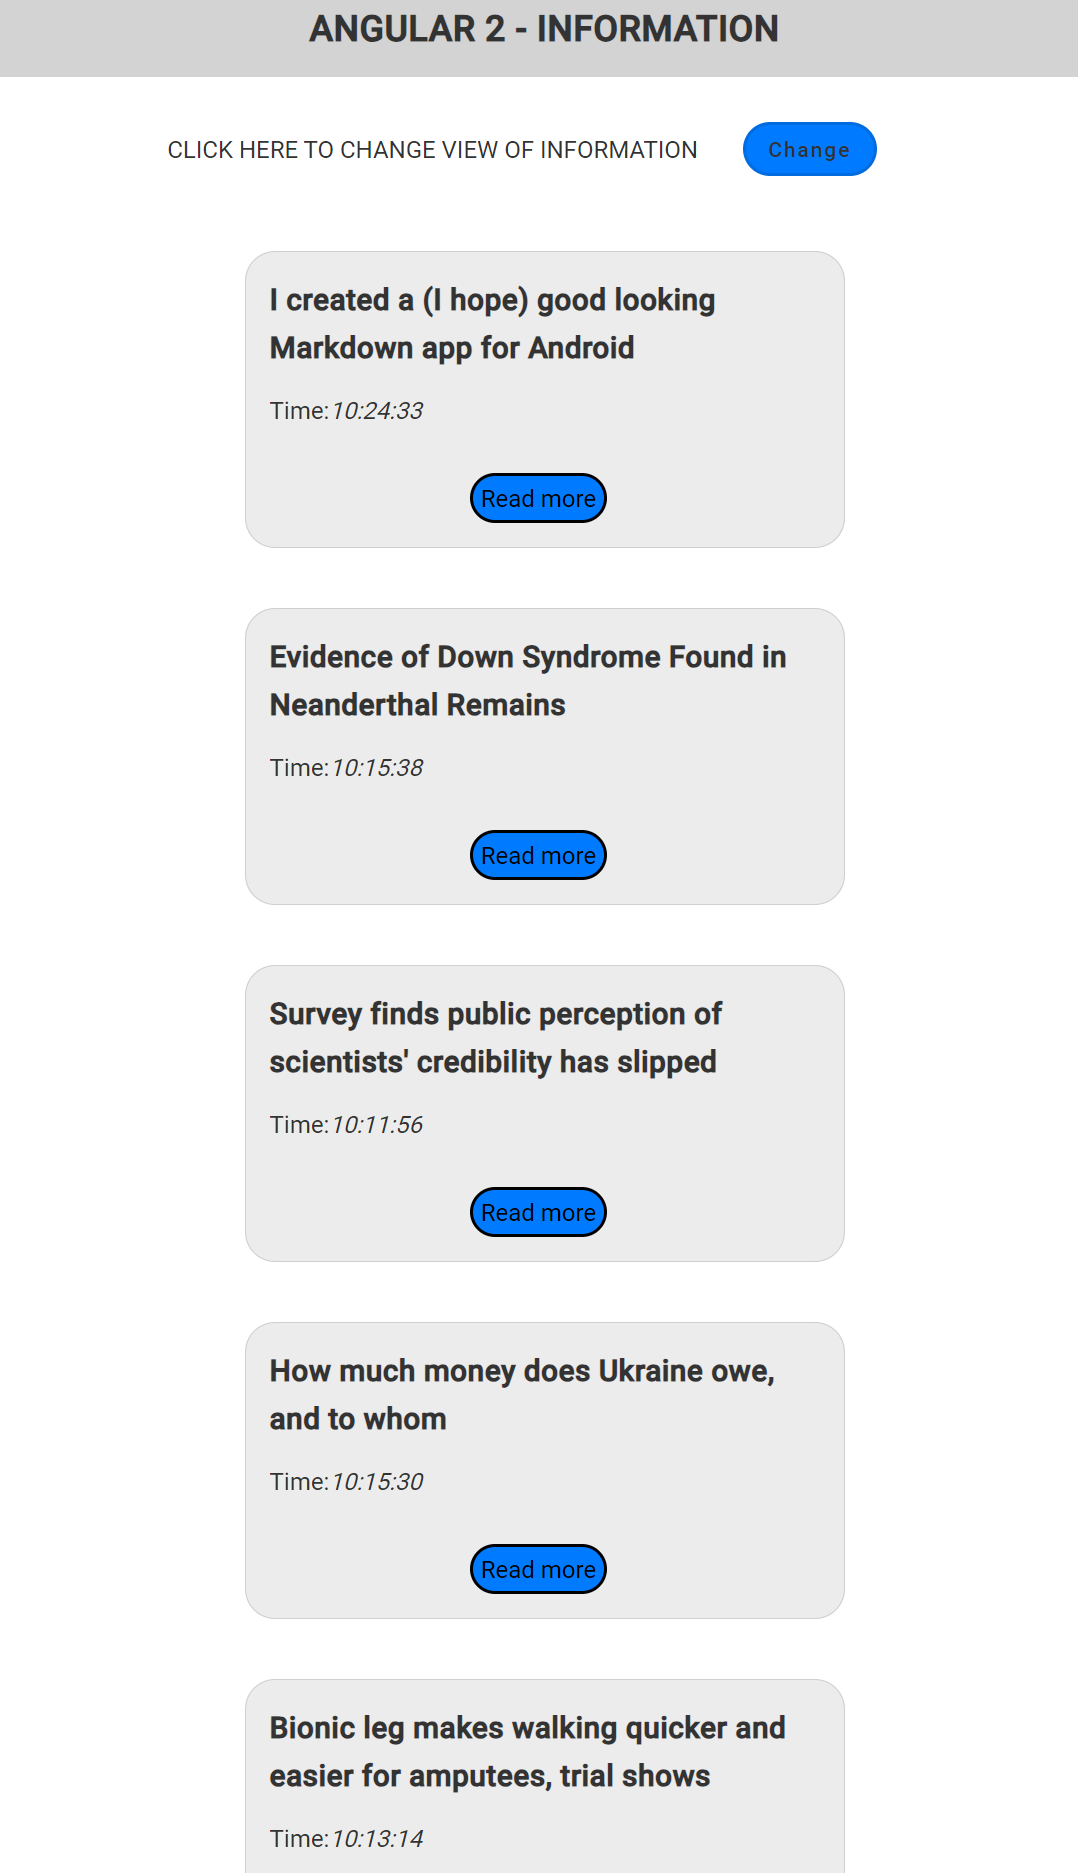 ANGULAR 2 - INFORMATION
CLICK HERE TO CHANGE VIEW OF INFORMATION Change
I created a (I hope) good looking
Markdown app for Android
Time:10:24:33
Read more
Evidence of Down Syndrome Found in
Neanderthal Remains
Time:10:15:38
Read more
Survey finds public perception of
scientists' credibility has slipped
Time:10:11:56
Read more
How much money does Ukraine owe,
and to whom
Time:10:15:30
Read more
Bionic leg makes walking quicker and
easier for amputees, trial shows
Time:10:13:14